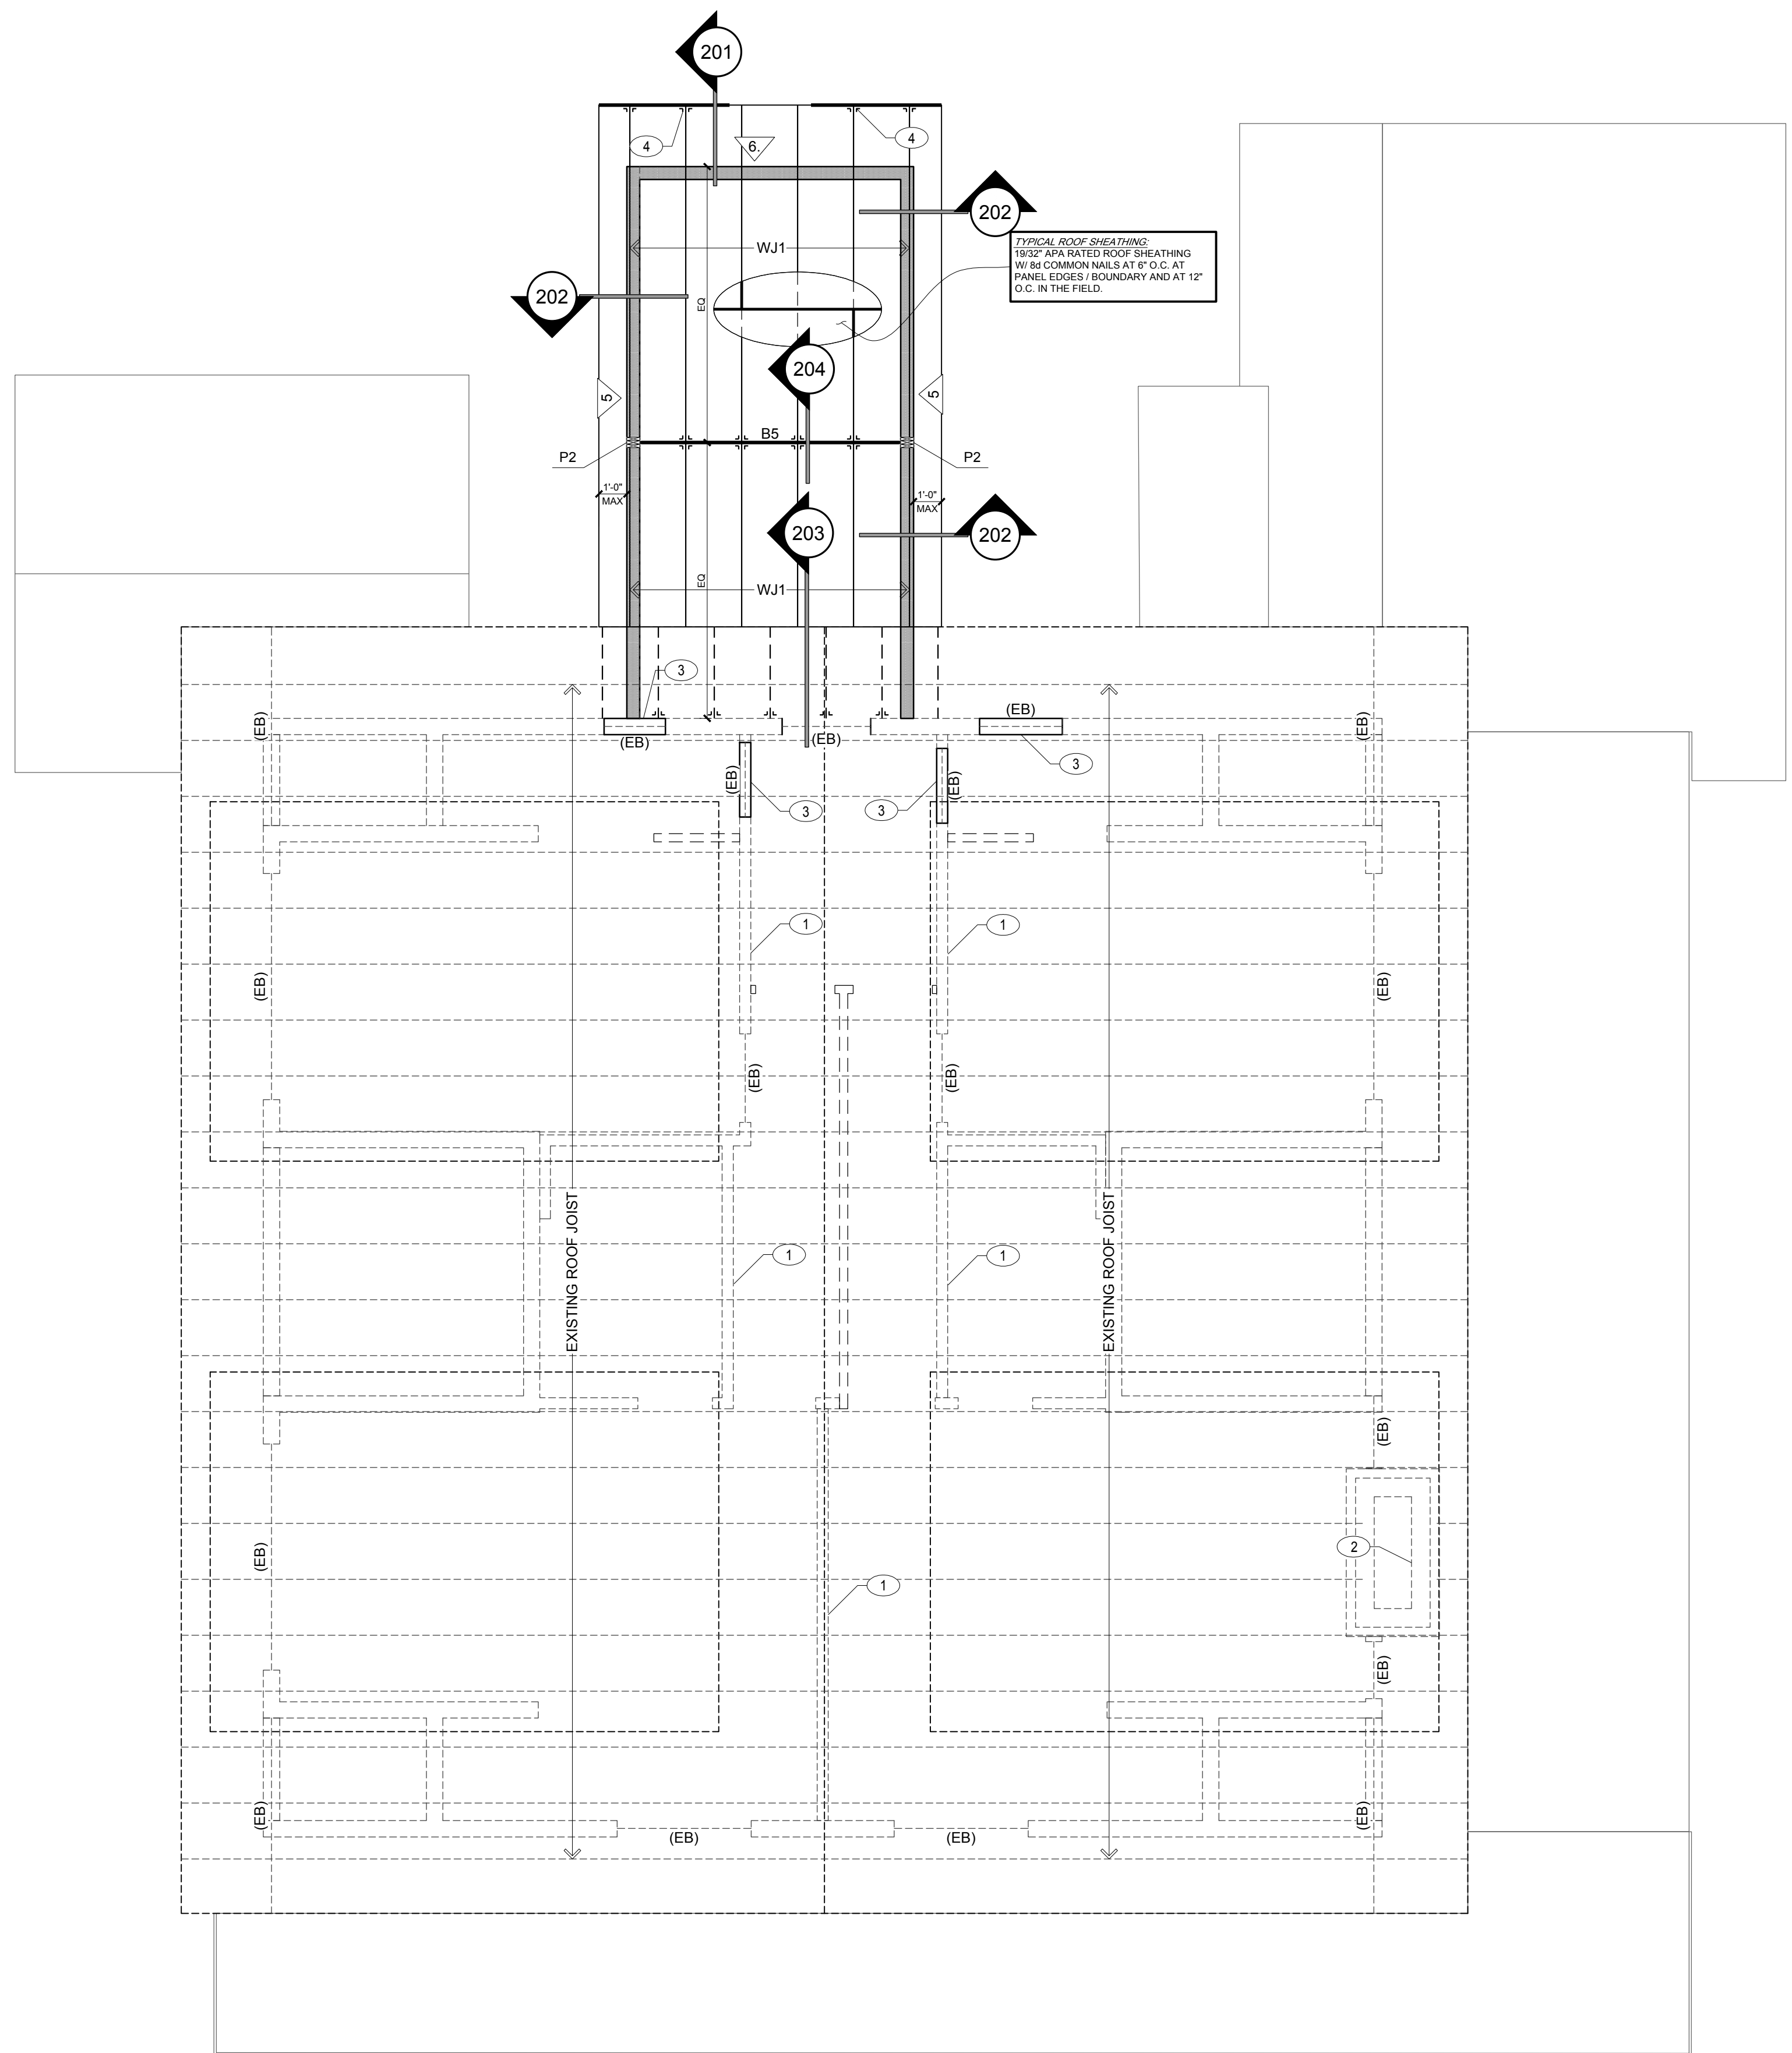 201
4
6.
4
202
WJ1
TYPICAL ROOF SHEATHING:
19/32" APA RATED ROOF SHEATHING
W/ 8d COMMON NAILS AT 6" O.C. AT
PANEL EDGES / BOUNDARY AND AT 12"
O.C. IN THE FIELD.
202
EQ
204
5
5
B5
P2
P2
1'-0"
MAX
1'-0"
MAX
203
202
EQ
WJ1
3
(EB)
(EB)
(EB)
(EB)
(EB)
(EB)
3
(EB)
(EB)
3
3
1
1
(EB)
(EB)
(EB)
(EB)
EXISTING ROOF JOIST
EXISTING ROOF JOIST
1
1
(EB)
2
(EB)
1
(EB)
(EB)
(EB)
(EB)
(EB)